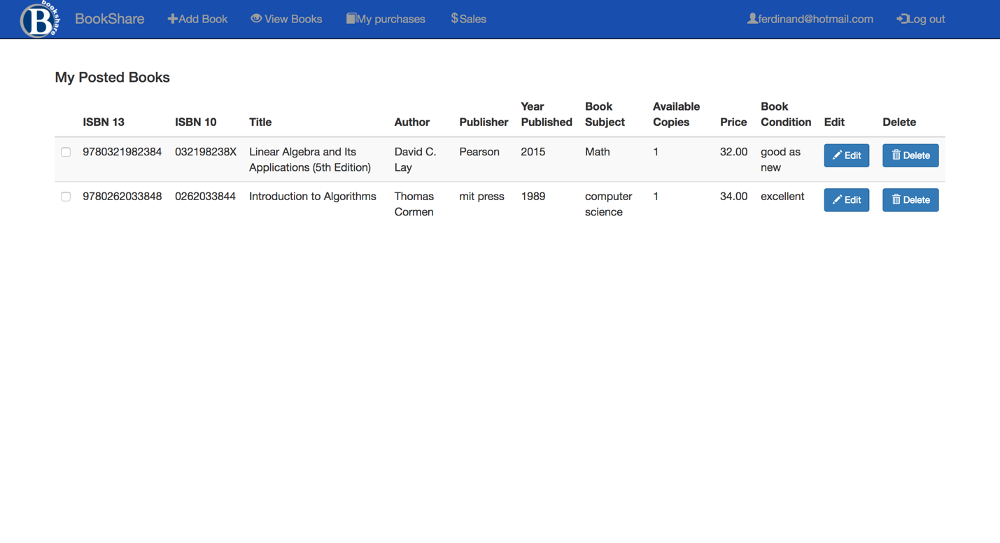 B bookshare BookShare Add Book View Books My purchases $ Sales ferdinand@hotmail.com Log out
My Posted Books
ISBN 13 ISBN 10 Title Author Publisher Year Published Book Subject Available Copies Price Book Condition Edit Delete
9780321982384 032198238X Linear Algebra and Its David C. Pearson 2015 Math 1 32.00 good as Edit Delete
Applications (5th Edition) Lay new
9780262033848 0262033844 Introduction to Algorithms Thomas mit press 1989 computer 1 34.00 excellent Edit Delete
Cormen science